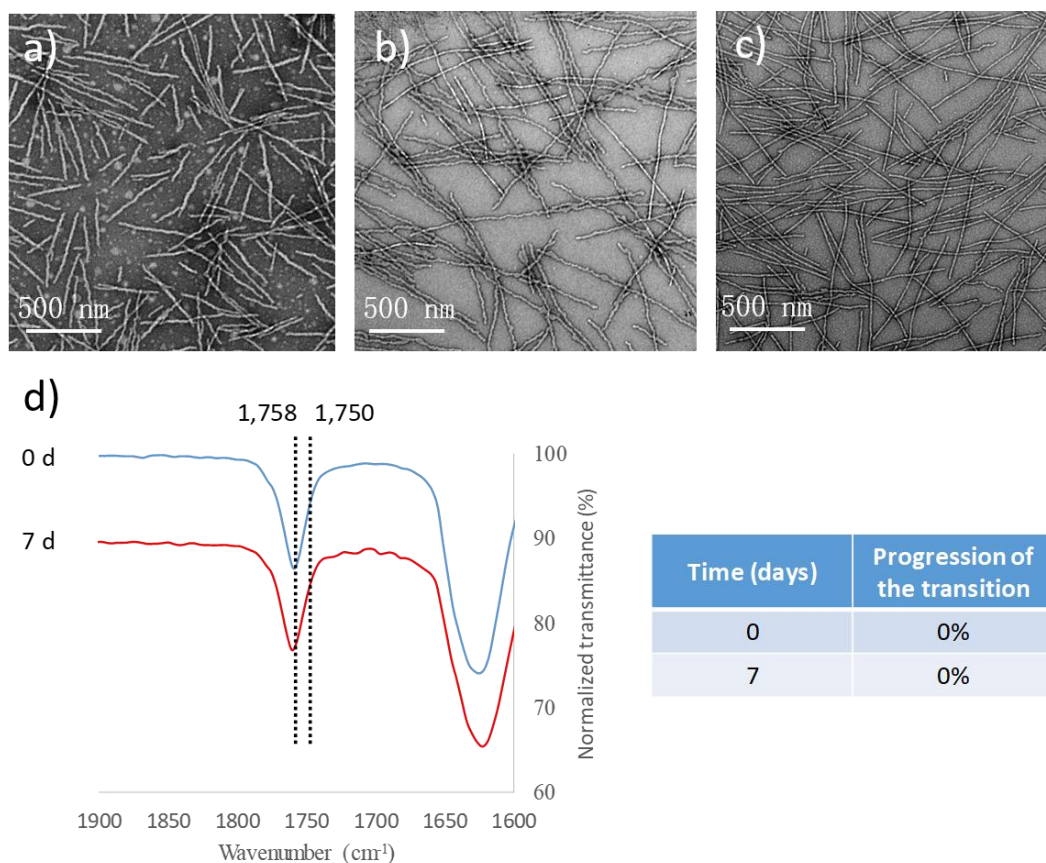 a)
b)
c)
500 nm
500 nm
500 nm
d)
1,758
1,750
0 d
7 d
100
90
80
70
60
Normalized transmittance (%)
1900
1850
1800
1750
1700
1650
1600
Wavenumber (cm⁻¹)
Time (days)
Progression of
the transition
0
0%
7
0%